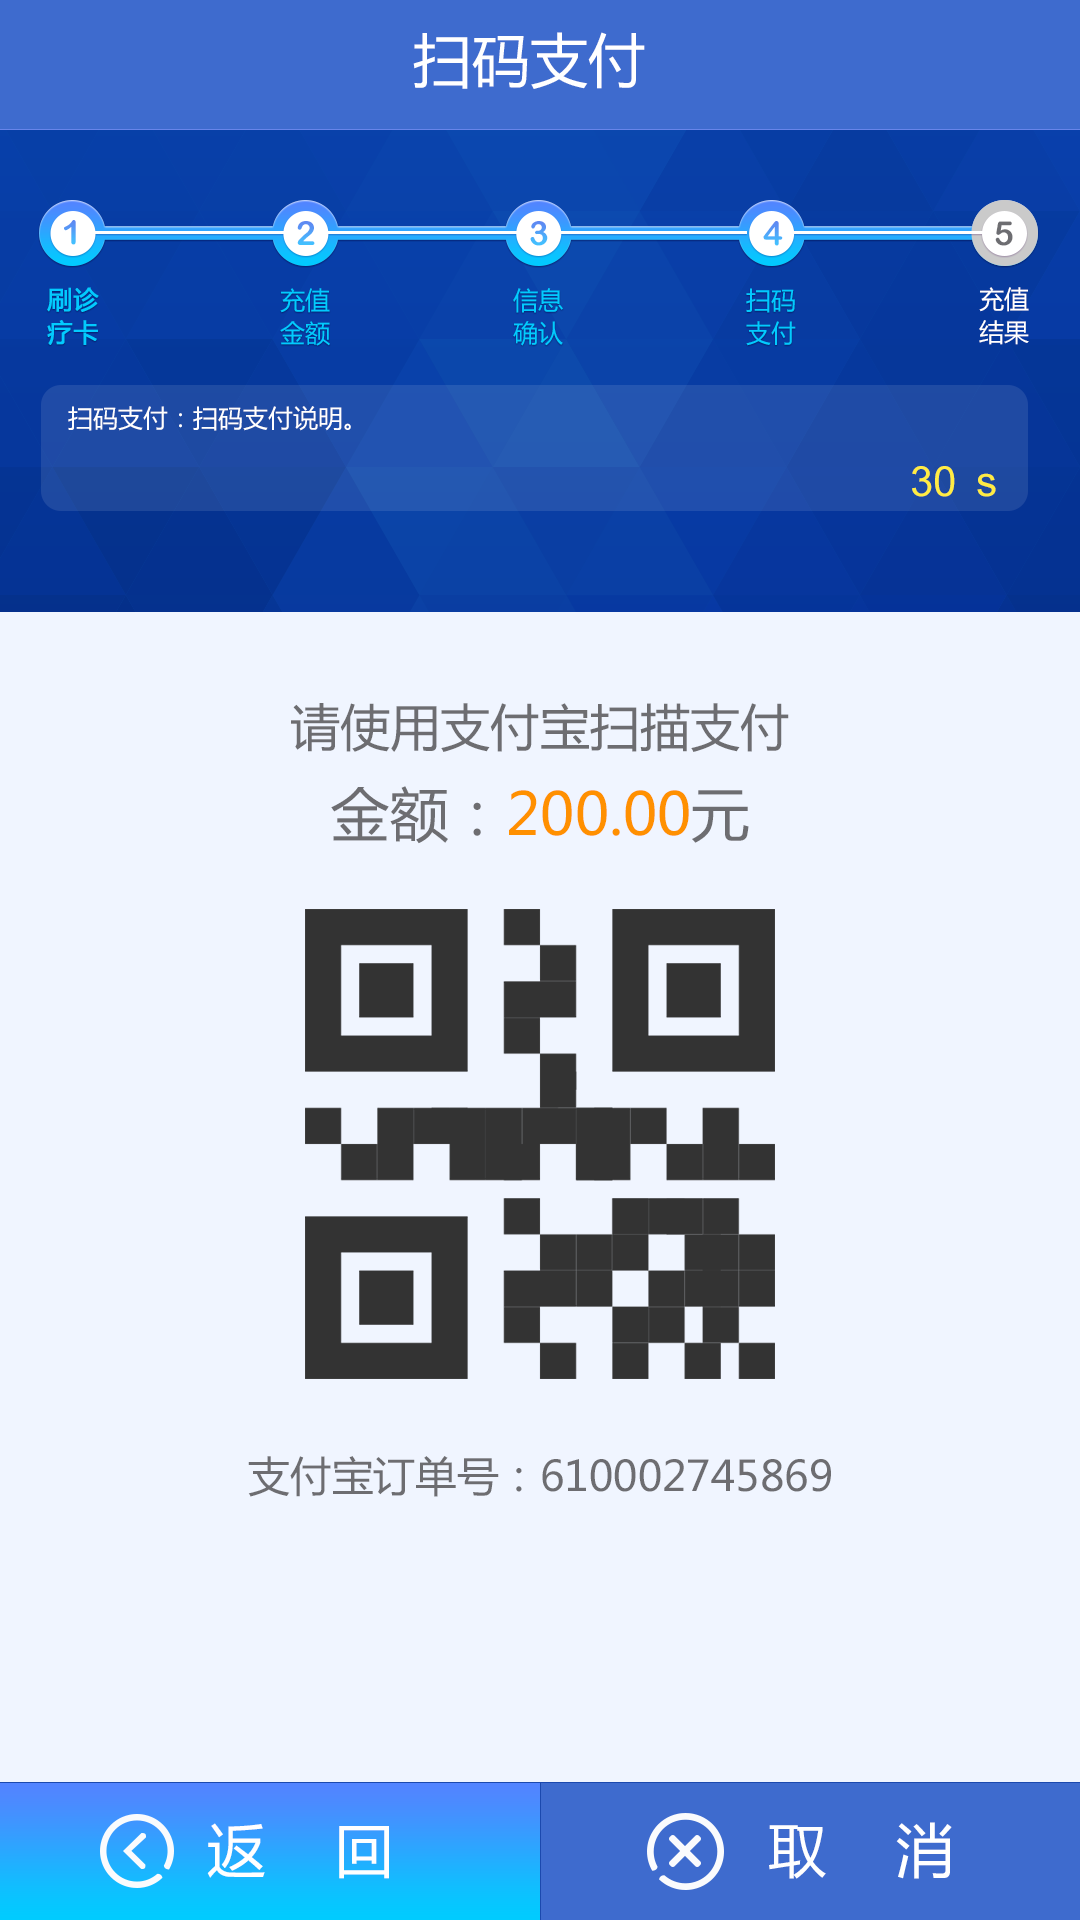 扫码支付
1 2 3 4 5
刷诊 充值 信息 扫码 充值
疗卡 金额 确认 支付 结果
扫码支付：扫码支付说明。
30 s
请使用支付宝扫描支付
金额：200.00元
支付宝订单号：610002745869
返 回 取 消